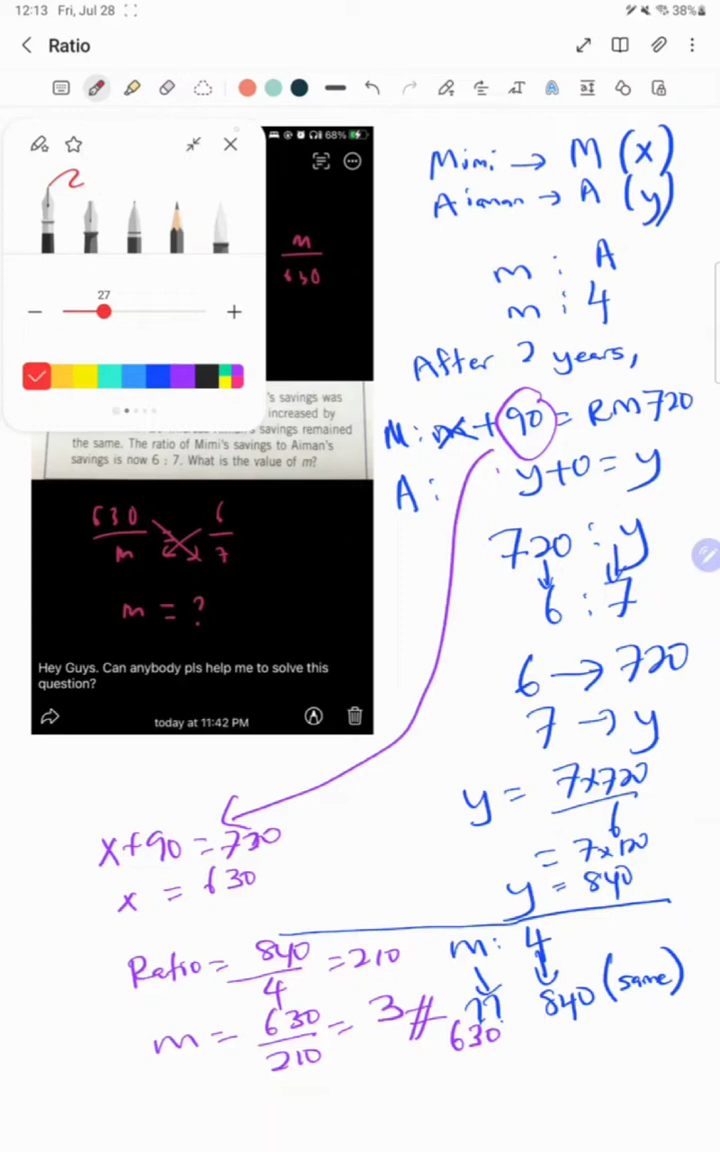 12:13 Fri, Jul 28
38%
Ratio
68%
27
m
630
's savings was
increased by
savings remained
the same. The ratio of Mimi's savings to Aiman's
savings is now 6 : 7. What is the value of m?
630 6
m 7
m = ?
Hey Guys. Can anybody pls help me to solve this
question?
today at 11:42 PM
Mimi → M (x)
Aiman → A (y)
m : A
m : 4
After 2 years,
M: x + 90 = RM720
A: y + 0 = y
720 : y
6 : 7
6 → 720
7 → y
y = 7x720
6
= 7x120
y = 840
x + 90 = 720
x = 630
Ratio = 840 = 210
4
m = 630 = 3 #
210
m : 4
?? 840 (same)
630